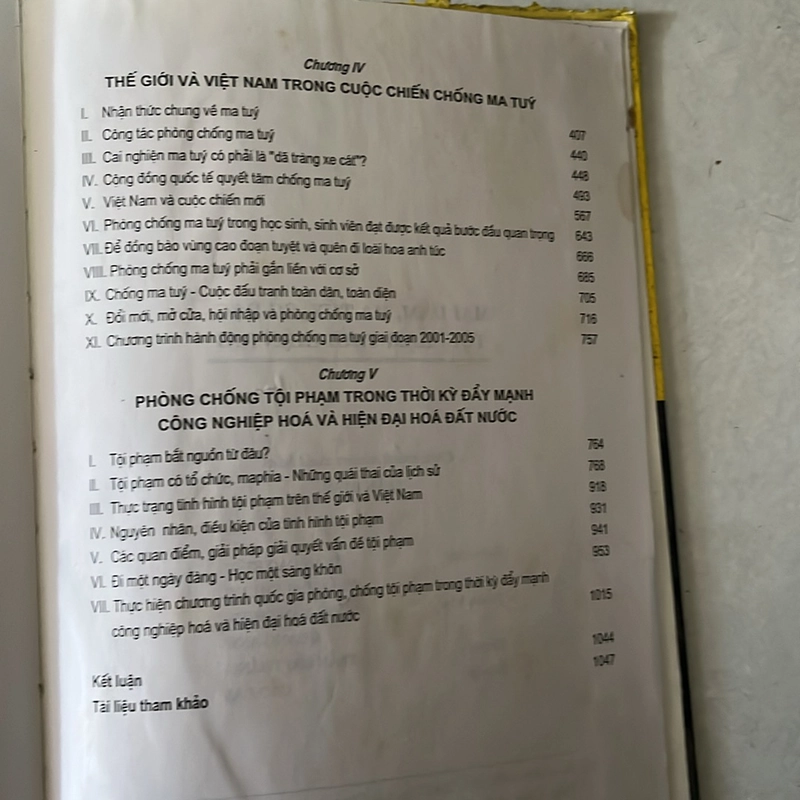 Chương IV
THẾ GIỚI VÀ VIỆT NAM TRONG CUỘC CHIẾN CHỐNG MA TUÝ
I. Nhận thức chung về ma tuý 407
II. Công tác phòng chống ma tuý 440
III. Cai nghiện ma tuý có phải là "dã tràng xe cát"? 448
IV. Cộng đồng quốc tế quyết tâm chống ma tuý 493
V. Việt Nam và cuộc chiến mới 567
VI. Phòng chống ma tuý trong học sinh, sinh viên đạt được kết quả bước đầu quan trọng 643
VII. Để đồng bào vùng cao đoạn tuyệt và quên đi loài hoa anh túc 666
VIII. Phòng chống ma tuý phải gắn liền với cơ sở 685
IX. Chống ma tuý - Cuộc đấu tranh toàn dân, toàn diện 705
X. Đổi mới, mở cửa, hội nhập và phòng chống ma tuý 716
XI. Chương trình hành động phòng chống ma tuý giai đoạn 2001-2005 757
Chương V
PHÒNG CHỐNG TỘI PHẠM TRONG THỜI KỲ ĐẨY MẠNH
CÔNG NGHIỆP HOÁ VÀ HIỆN ĐẠI HOÁ ĐẤT NƯỚC
I. Tội phạm bắt nguồn từ đâu? 764
II. Tội phạm có tổ chức, maphia - Những quái thai của lịch sử 768
III. Thực trạng tình hình tội phạm trên thế giới và Việt Nam 918
IV. Nguyên nhân, điều kiện của tình hình tội phạm 931
V. Các quan điểm, giải pháp giải quyết vấn đề tội phạm 941
VI. Đi một ngày đàng - Học một sàng khôn 953
VII. Thực hiện chương trình quốc gia phòng, chống tội phạm trong thời kỳ đẩy mạnh
công nghiệp hoá và hiện đại hoá đất nước 1015
Kết luận 1044
Tài liệu tham khảo 1047